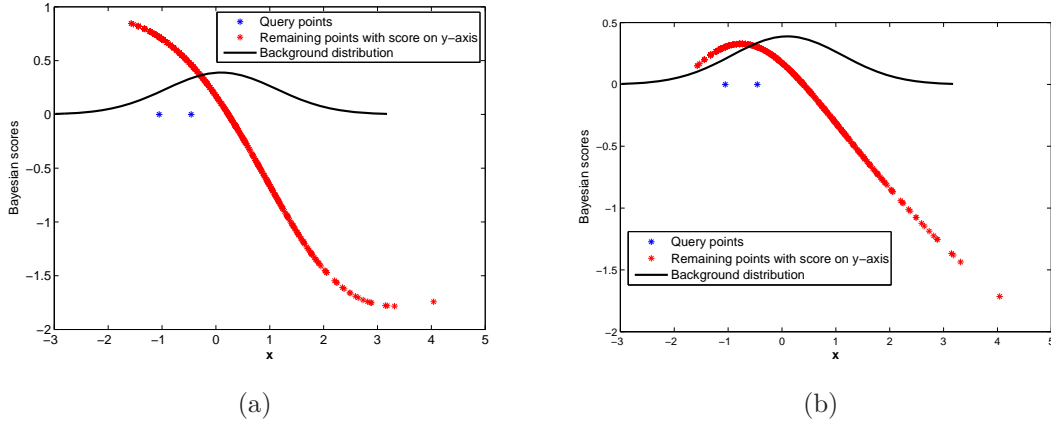 Query points
Remaining points with score on y−axis
Background distribution
Bayesian scores
1
0.5
0
−0.5
−1
−1.5
−2
−3 −2 −1 0 1 2 3 4 5
x
(a)
Query points
Remaining points with score on y−axis
Background distribution
Bayesian scores
0.5
0
−0.5
−1
−1.5
−2
−3 −2 −1 0 1 2 3 4 5
x
(b)